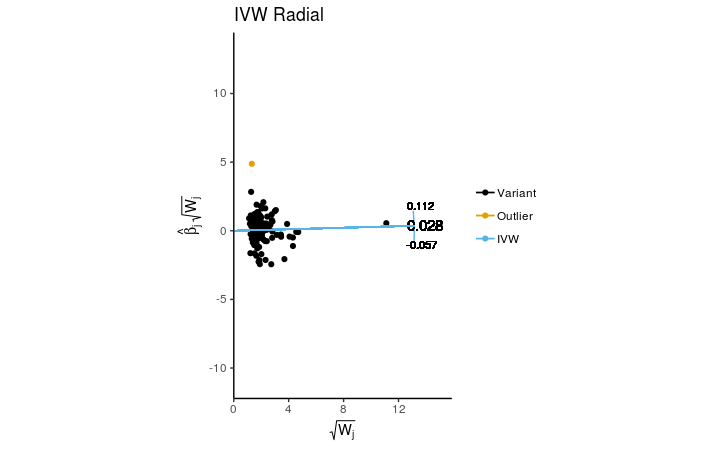 IVW Radial
β̂ⱼ√Wⱼ
10
5
0
-5
-10
0.112
0.028
-0.057
0
4
8
12
√Wⱼ
Variant
Outlier
IVW